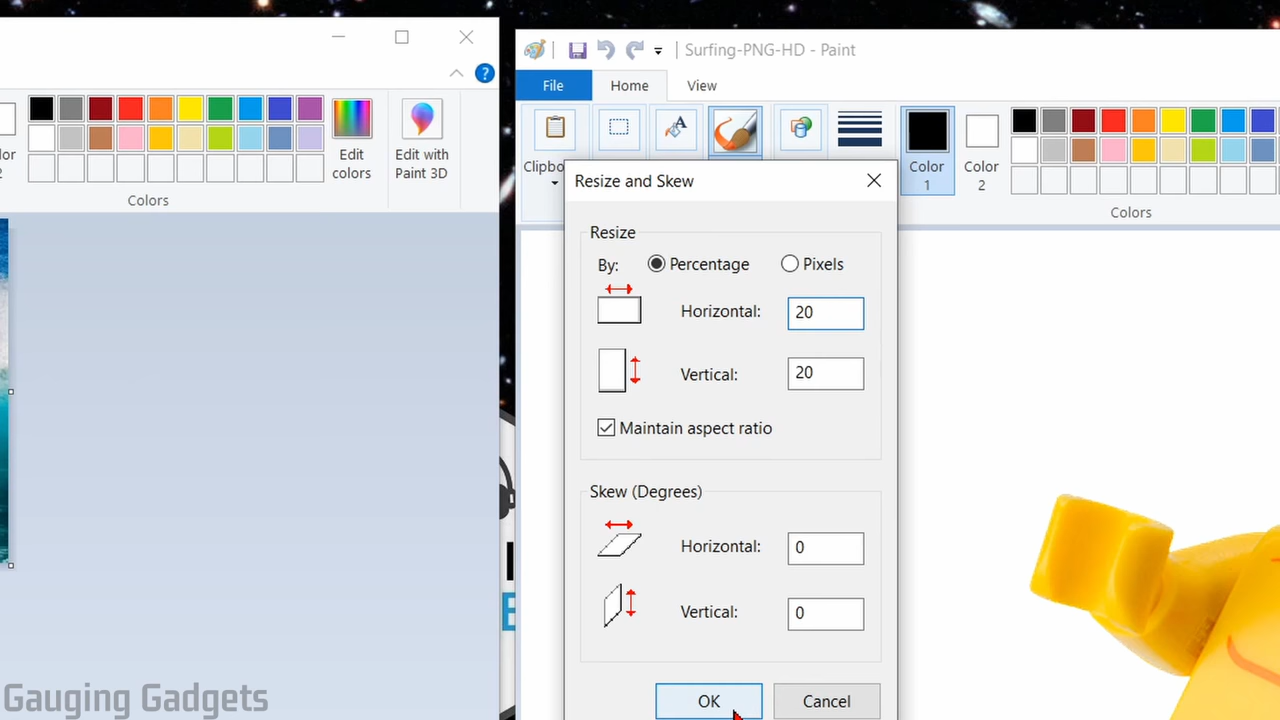 Surfing-PNG-HD - Paint
File
Home
View
?
Edit
colors
Edit with
Paint 3D
Colors
or
2
Clipbo
Color
1
Color
2
Colors
Resize and Skew
Resize
By:
Percentage
Pixels
Horizontal:
20
Vertical:
20
Maintain aspect ratio
Skew (Degrees)
Horizontal:
0
Vertical:
0
OK
Cancel
Gauging Gadgets